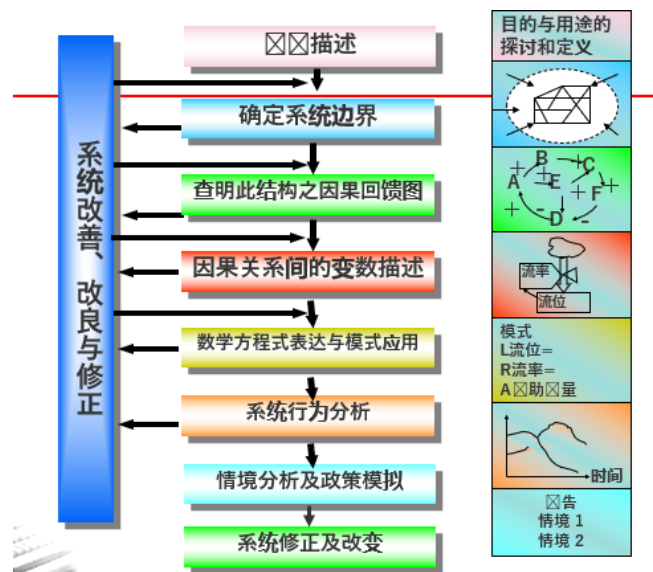 描述
确定系统边界
查明此结构之因果回馈图
因果关系间的变数描述
数学方程式表达与模式应用
系统行为分析
情境分析及政策模拟
系统修正及改变
系统改善、改良与修正
目的与用途的
探讨和定义
B
C
A
E
F
D
+
+
+
+
+
-
-
流率
流位
模式
L流位=
R流率=
A 助 量
时间
告
情境 1
情境 2